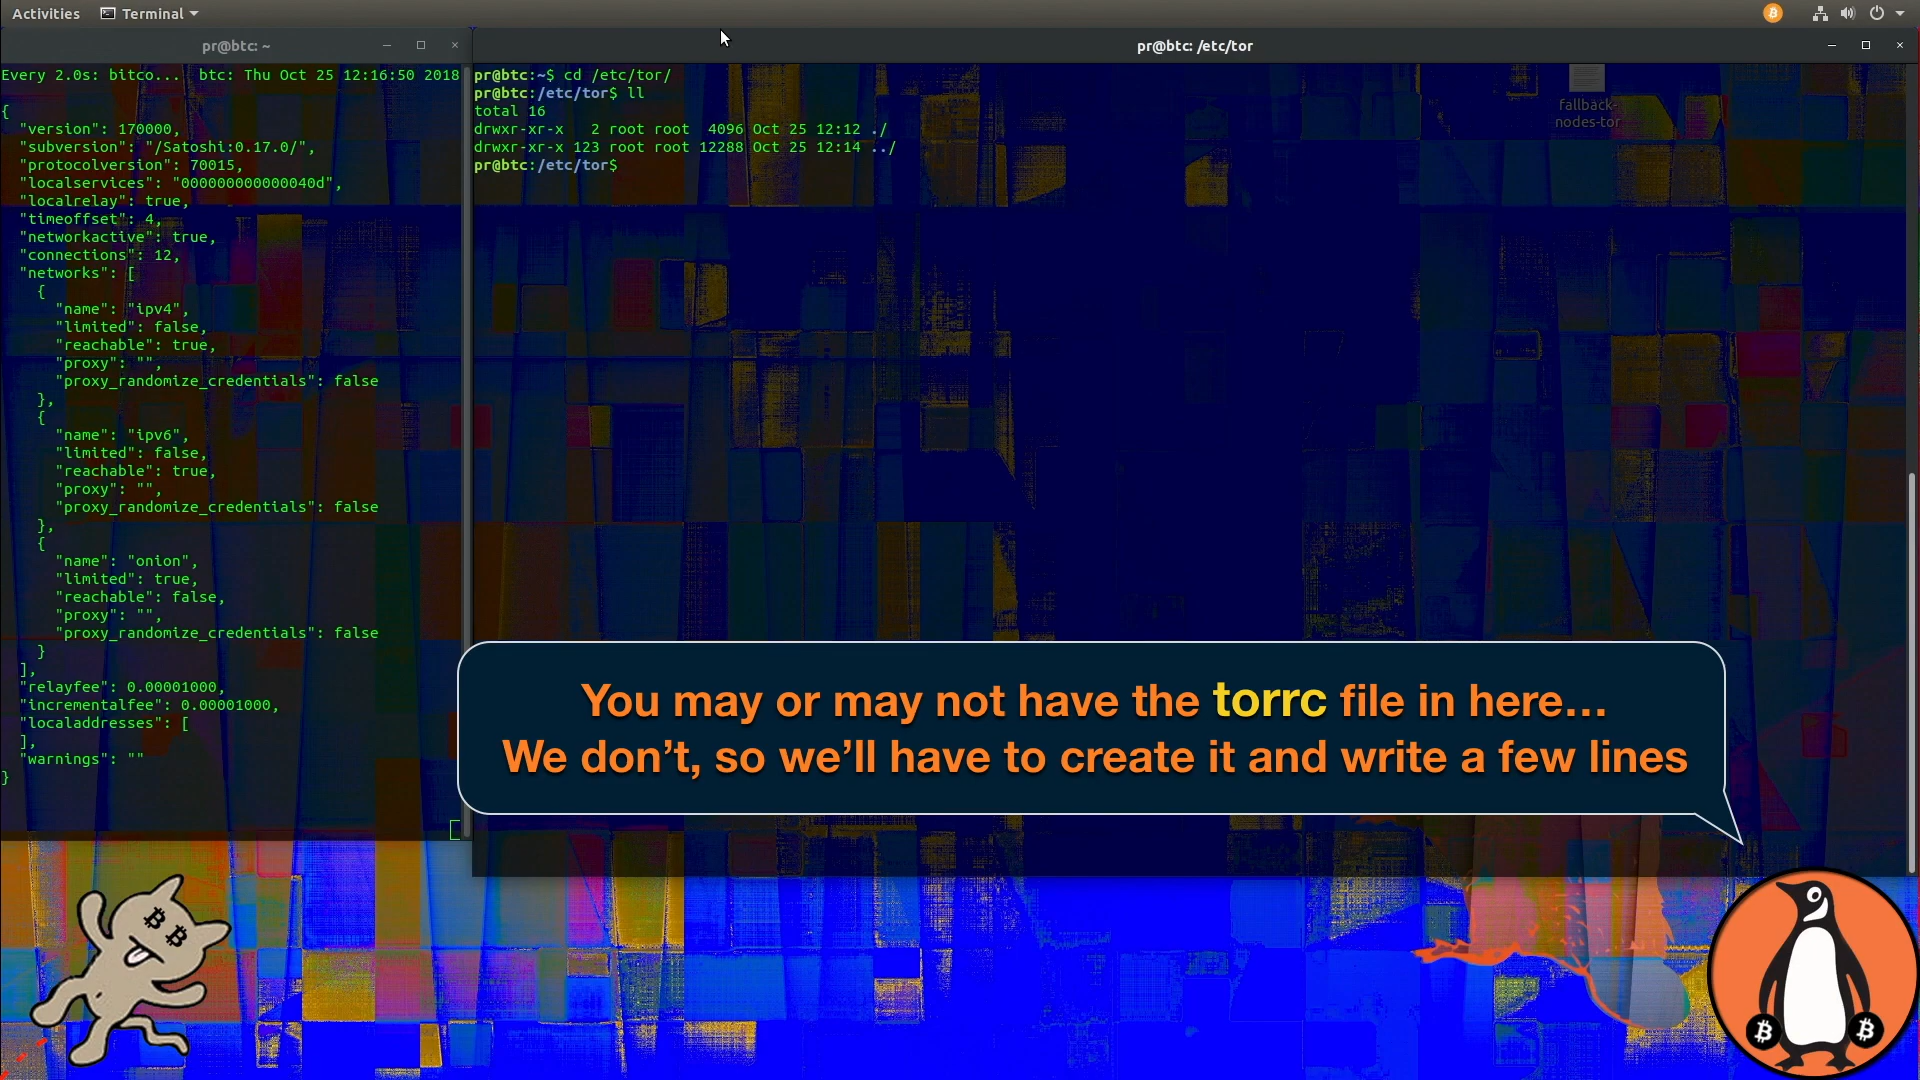 Activities Terminal
pr@btc: ~
pr@btc: /etc/tor
Every 2.0s: bitco... btc: Thu Oct 25 12:16:50 2018
{
"version": 170000,
"subversion": "/Satoshi:0.17.0/",
"protocolversion": 70015,
"localservices": "000000000000040d",
"localrelay": true,
"timeoffset": 4,
"networkactive": true,
"connections": 12,
"networks": [
{
"name": "ipv4",
"limited": false,
"reachable": true,
"proxy": "",
"proxy_randomize_credentials": false
},
{
"name": "ipv6",
"limited": false,
"reachable": true,
"proxy": "",
"proxy_randomize_credentials": false
},
{
"name": "onion",
"limited": true,
"reachable": false,
"proxy": "",
"proxy_randomize_credentials": false
}
],
"relayfee": 0.00001000,
"incrementalfee": 0.00001000,
"localaddresses": [
],
"warnings": ""
}
pr@btc:~$ cd /etc/tor/
pr@btc:/etc/tor$ ll
total 16
drwxr-xr-x 2 root root 4096 Oct 25 12:12 ./
drwxr-xr-x 123 root root 12288 Oct 25 12:14 ../
pr@btc:/etc/tor$
fallback-
nodes-tor
You may or may not have the torrc file in here...
We don't, so we'll have to create it and write a few lines